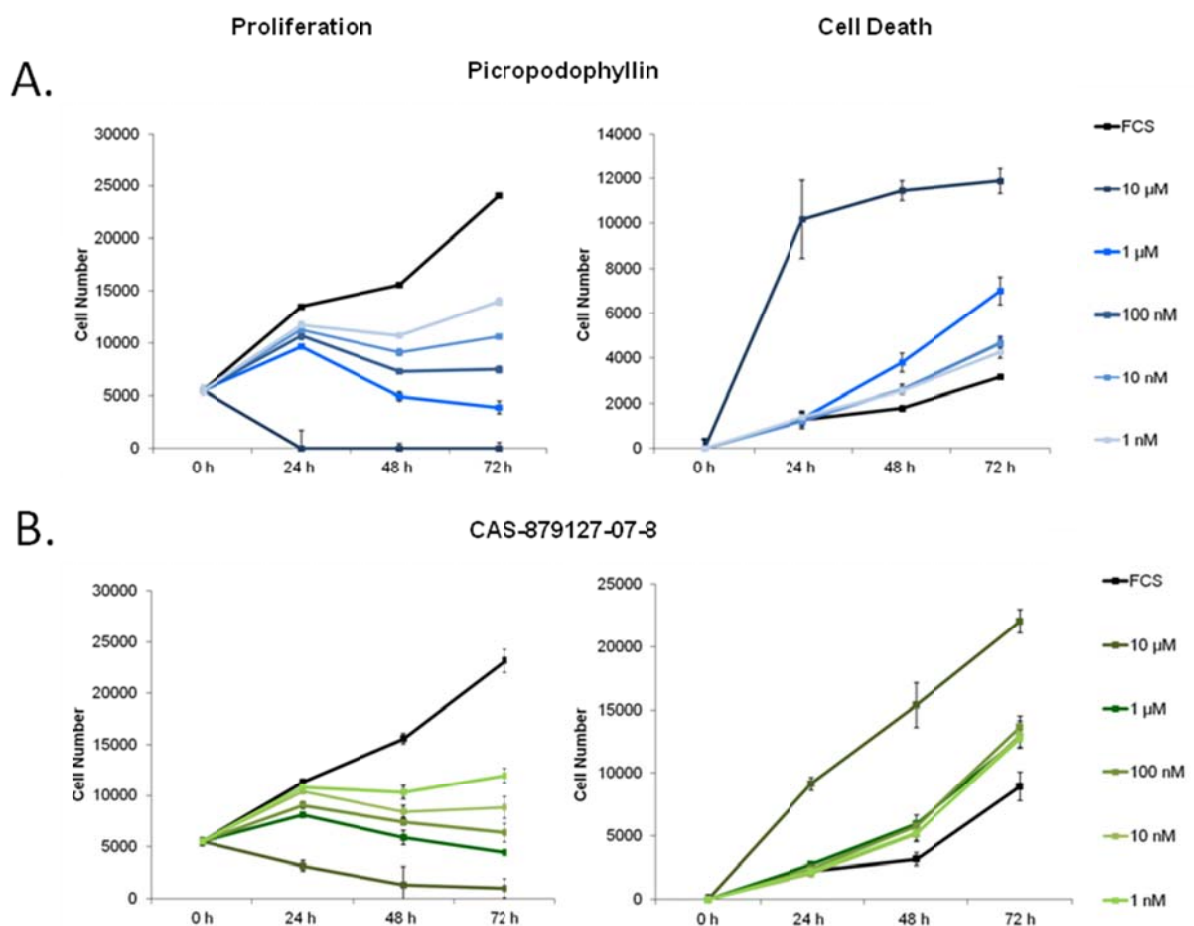 Proliferation
Cell Death
A.
Picropodophyllin
Cell Number
30000
25000
20000
15000
10000
5000
0
0 h
24 h
48 h
72 h
Cell Number
14000
12000
10000
8000
6000
4000
2000
0
0 h
24 h
48 h
72 h
FCS
10 µM
1 µM
100 nM
10 nM
1 nM
B.
CAS-879127-07-8
Cell Number
30000
25000
20000
15000
10000
5000
0
0 h
24 h
48 h
72 h
Cell Number
25000
20000
15000
10000
5000
0
0 h
24 h
48 h
72 h
FCS
10 µM
1 µM
100 nM
10 nM
1 nM